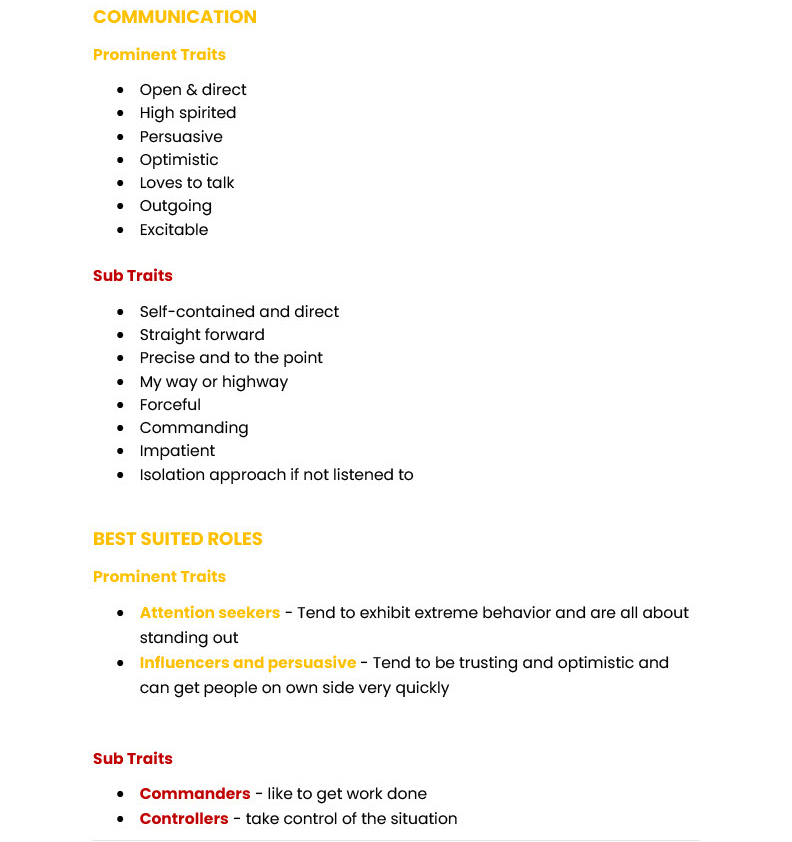 COMMUNICATION
Prominent Traits
• Open & direct
• High spirited
• Persuasive
• Optimistic
• Loves to talk
• Outgoing
• Excitable
Sub Traits
• Self-contained and direct
• Straight forward
• Precise and to the point
• My way or highway
• Forceful
• Commanding
• Impatient
• Isolation approach if not listened to
BEST SUITED ROLES
Prominent Traits
• Attention seekers - Tend to exhibit extreme behavior and are all about
standing out
• Influencers and persuasive - Tend to be trusting and optimistic and
can get people on own side very quickly
Sub Traits
• Commanders - like to get work done
• Controllers - take control of the situation